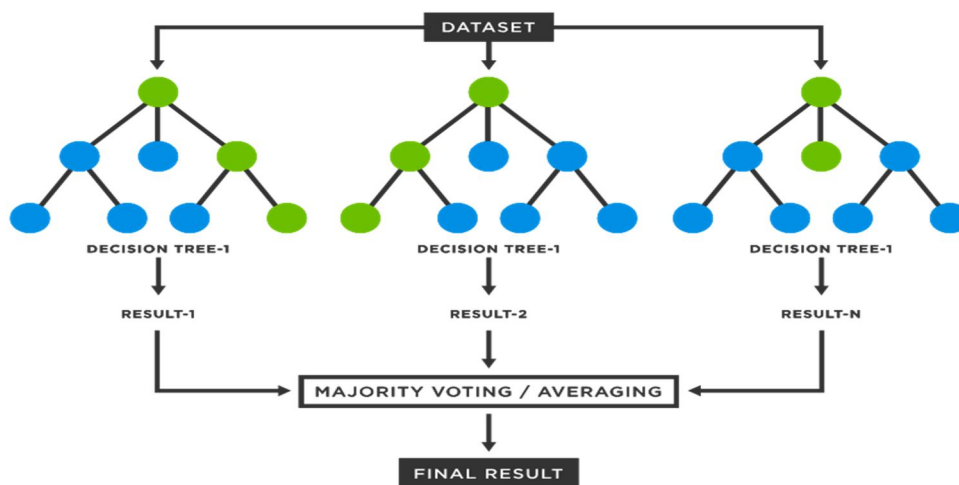 DATASET
DECISION TREE-1
DECISION TREE-1
DECISION TREE-1
RESULT-1
RESULT-2
RESULT-N
MAJORITY VOTING / AVERAGING
FINAL RESULT